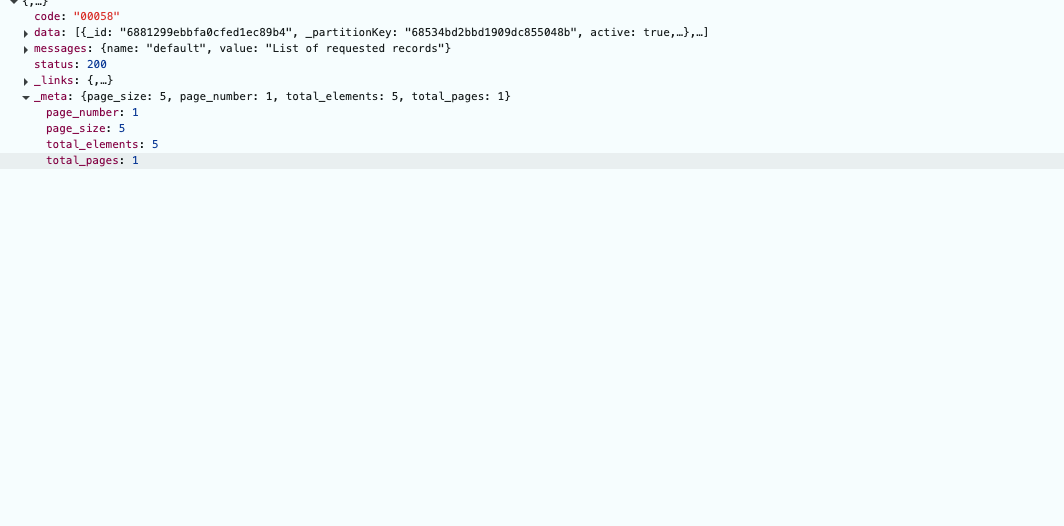 {,…}
code: "00058"
data: [{_id: "6881299ebbfa0cfed1ec89b4", _partitionKey: "68534bd2bbd1909dc855048b", active: true,…},…]
messages: {name: "default", value: "List of requested records"}
status: 200
_links: {,…}
_meta: {page_size: 5, page_number: 1, total_elements: 5, total_pages: 1}
page_number: 1
page_size: 5
total_elements: 5
total_pages: 1